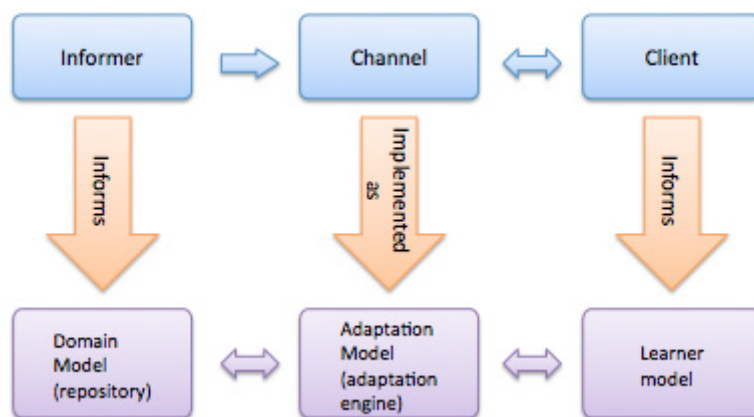 Informer
Channel
Client
Informs
Implemented
as
Informs
Domain
Model
(repository)
Adaptation
Model
(adaptation
engine)
Learner
model